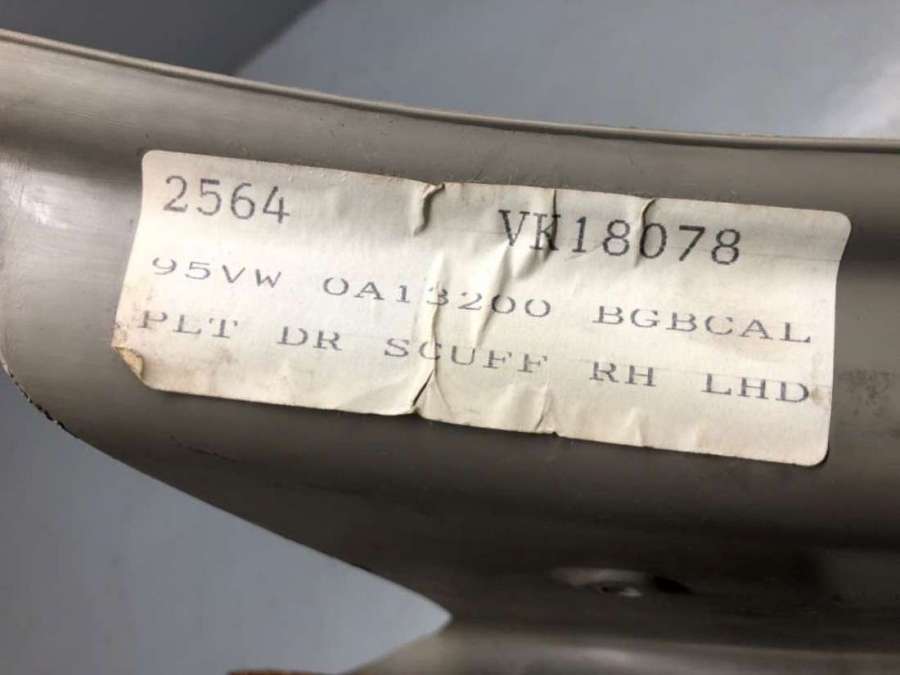 2564 VK18078
95VW 0A13200 BGBCAL
PLT DR SCUFF RH LHD